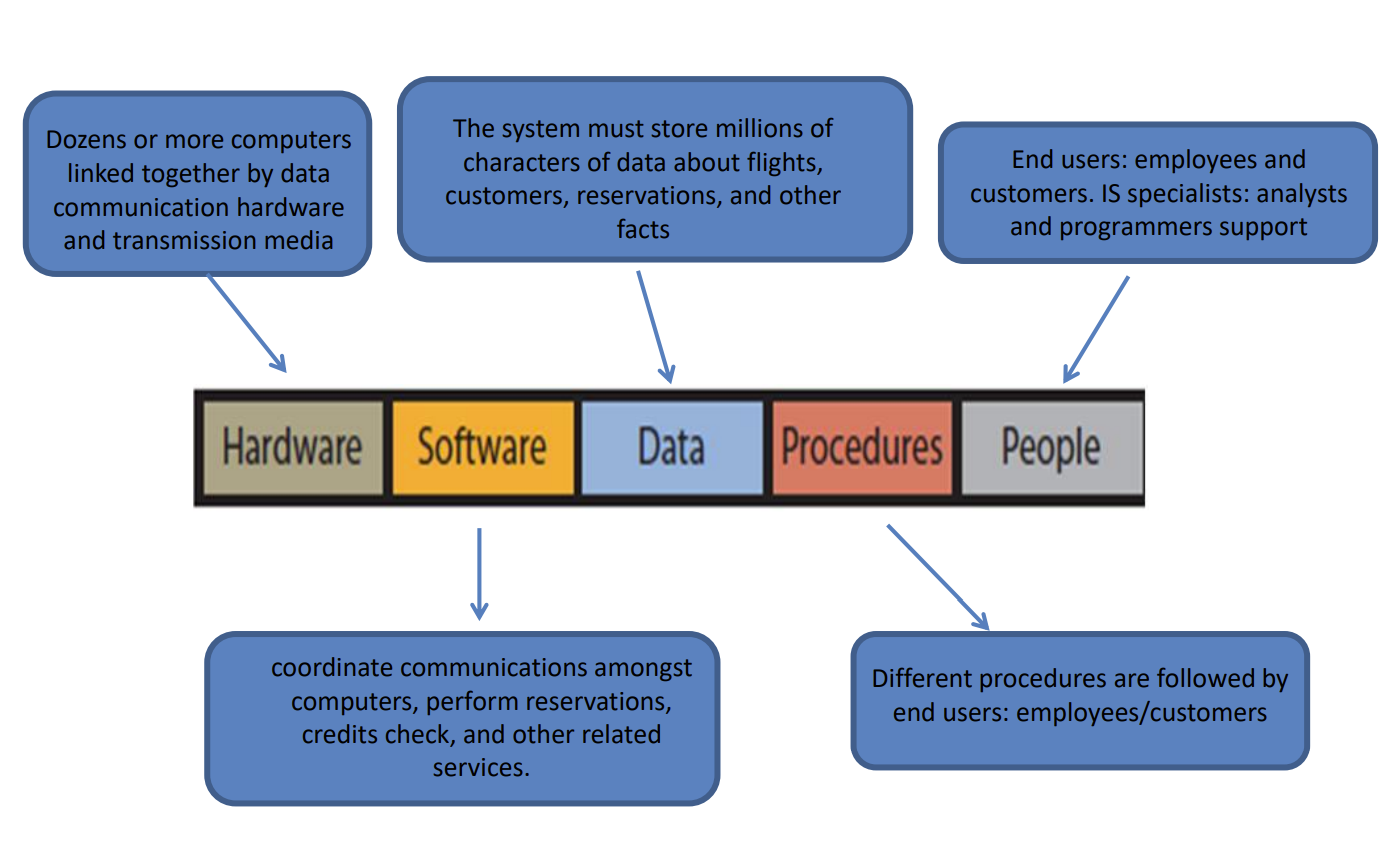 Dozens or more computers
linked together by data
communication hardware
and transmission media
The system must store millions of
characters of data about flights,
customers, reservations, and other
facts
End users: employees and
customers. IS specialists: analysts
and programmers support
Hardware
Software
Data
Procedures
People
coordinate communications amongst
computers, perform reservations,
credits check, and other related
services.
Different procedures are followed by
end users: employees/customers